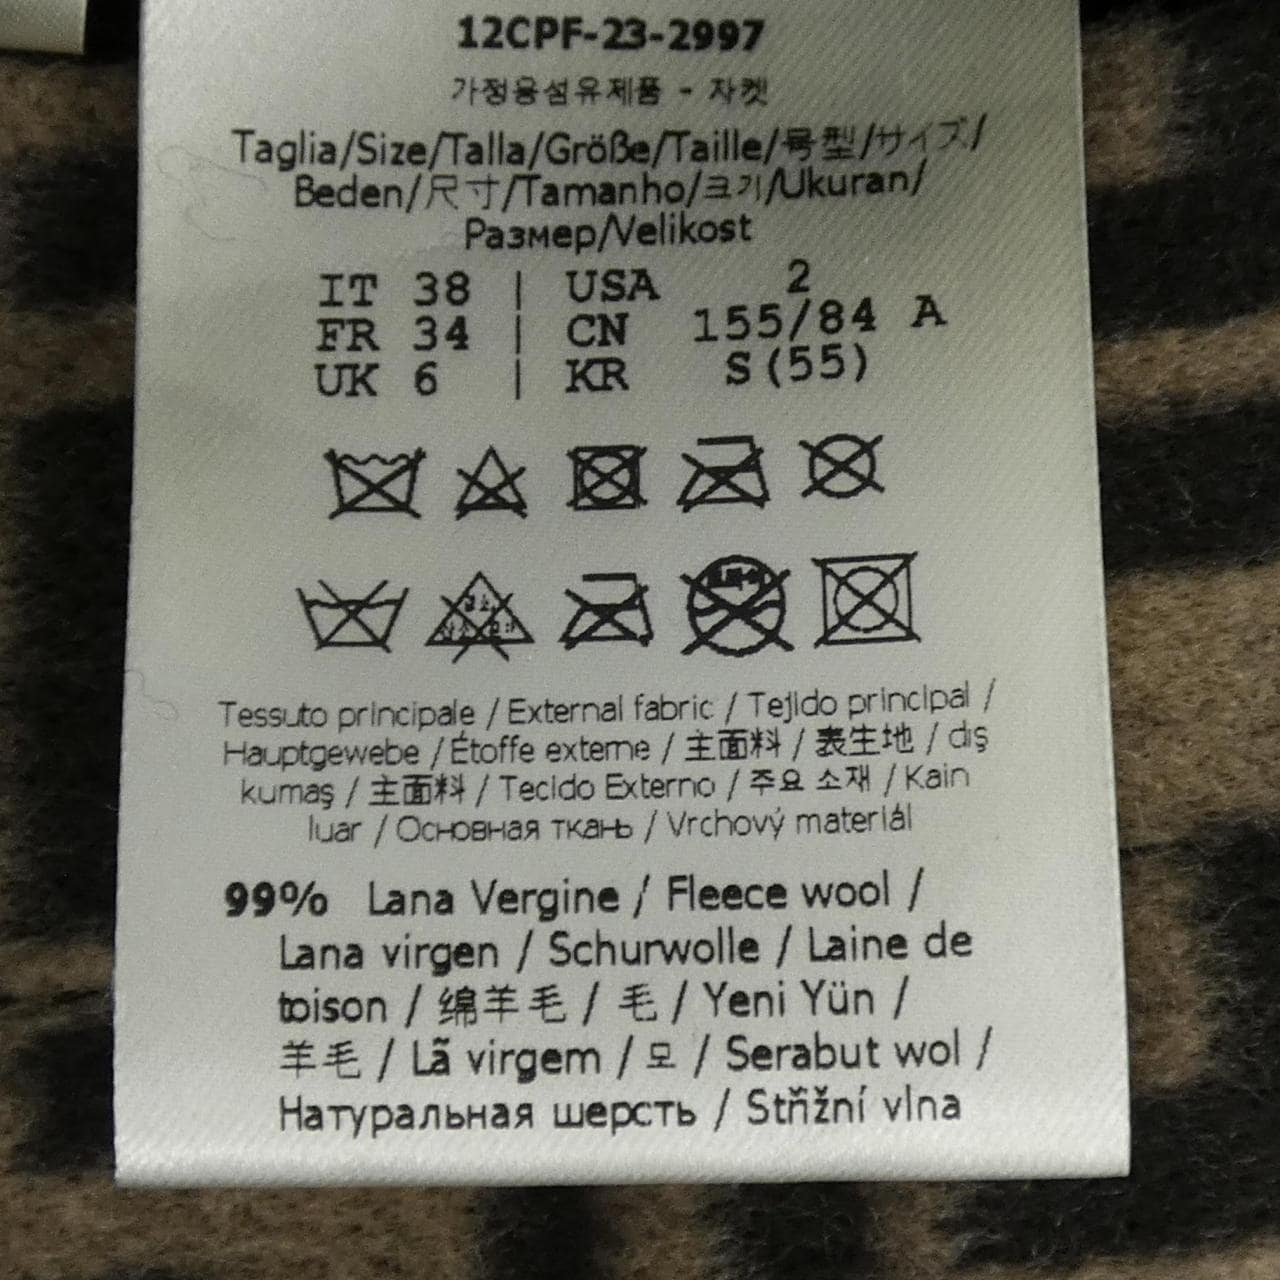 12CPF-23-2997
가정용섬유제품 - 자켓
Taglia/Size/Talla/Größe/Taille/号型/サイズ/
Beden/尺寸/Tamanho/크기/Ukuran/
Размер/Velikost
IT 38 | USA 2
FR 34 | CN 155/84 A
UK 6 | KR S(55)
Tessuto principale / External fabric / Tejido principal /
Hauptgewebe / Étoffe externe / 主面料 / 表生地 / dış
kumaş / 主面料 / Tecido Externo / 주요 소재 / Kain
luar / Основная ткань / Vrchový materiál
99% Lana Vergine / Fleece wool /
Lana virgen / Schurwolle / Laine de
toison / 绵羊毛 / 毛 / Yeni Yün /
羊毛 / Lã virgem / 모 / Serabut wol /
Натуральная шерсть / Střžní vlna